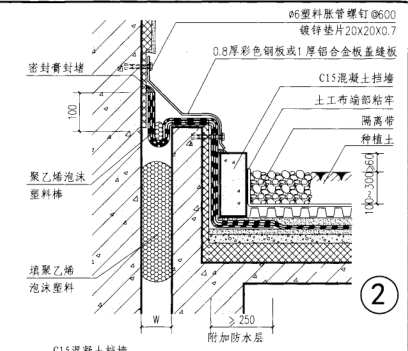 ø6塑料胀管螺钉@600
镀锌垫片20X20X0.7
0.8厚彩色钢板或1厚铝合金板盖缝板
密封膏封堵
C15混凝土挡墙
土工布端部粘牢
隔离带
种植土
100
≥60
100~300
聚乙烯泡沫
塑料棒
填聚乙烯
泡沫塑料
2
W
≥250
附加防水层
C15混凝土挡墙